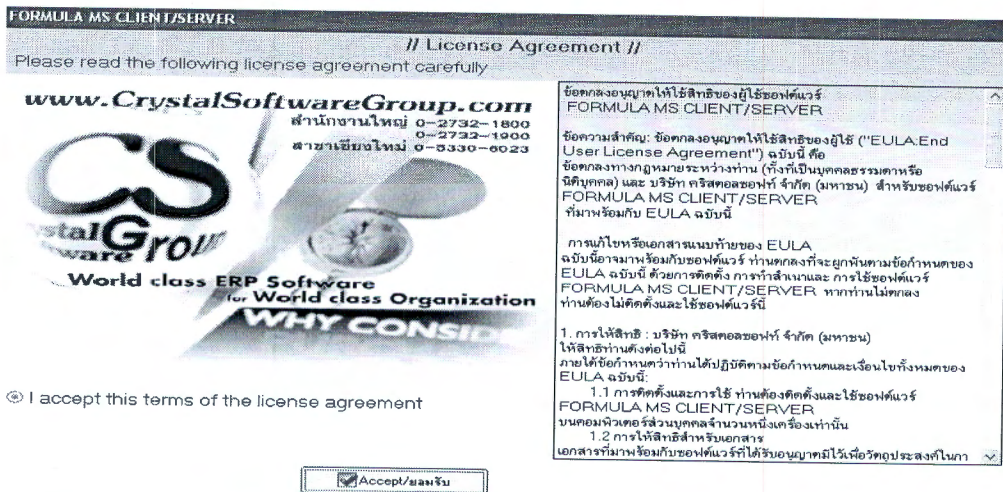 FORMULA MS CLIENT/SERVER
// License Agreement //
Please read the following license agreement carefully
www.CrystalSoftwareGroup.com
สำนักงานใหญ่ 0-2732-1800
0-2732-1900
สาขาเชียงใหม่ 0-5330-6023
CS
stalGroup
ware
World class ERP Software
for World class Organization
WHY CONSID
I accept this terms of the license agreement
ข้อตกลงอนุญาตให้ใช้สิทธิของผู้ใช้ซอฟต์แวร์
FORMULA MS CLIENT/SERVER
ข้อความสำคัญ: ข้อตกลงอนุญาตให้ใช้สิทธิของผู้ใช้ ("EULA:End
User License Agreement") ฉบับนี้ คือ
ข้อตกลงทางกฎหมายระหว่างท่าน (ทั้งที่เป็นบุคคลธรรมดาหรือ
นิติบุคคล) และ บริษัท คริสตอลซอฟท์ จำกัด (มหาชน) สำหรับซอฟต์แวร์
FORMULA MS CLIENT/SERVER
ที่มาพร้อมกับ EULA ฉบับนี้
การแก้ไขหรือเอกสารแนบท้ายของ EULA
ฉบับนี้อาจมาพร้อมกับซอฟต์แวร์ ท่านตกลงที่จะผูกพันตามข้อกำหนดของ
EULA ฉบับนี้ ด้วยการติดตั้ง การทำสำเนาและ การใช้ซอฟต์แวร์
FORMULA MS CLIENT/SERVER หากท่านไม่ตกลง
ท่านต้องไม่ติดตั้งและใช้ซอฟต์แวร์นี้
1. การให้สิทธิ : บริษัท คริสตอลซอฟท์ จำกัด (มหาชน)
ให้สิทธิท่านดังต่อไปนี้
ภายใต้ข้อกำหนดว่าท่านได้ปฏิบัติตามข้อกำหนดและเงื่อนไขทั้งหมดของ
EULA ฉบับนี้:
1.1 การติดตั้งและการใช้ ท่านต้องติดตั้งและใช้ซอฟต์แวร์
FORMULA MS CLIENT/SERVER
บนคอมพิวเตอร์ส่วนบุคคลจำนวนหนึ่งเครื่องเท่านั้น
1.2 การให้สิทธิสำหรับเอกสาร
เอกสารที่มาพร้อมกับซอฟต์แวร์ที่ได้รับอนุญาตมีไว้เพื่อวัตถุประสงค์ในกา
Accept/ยอมรับ